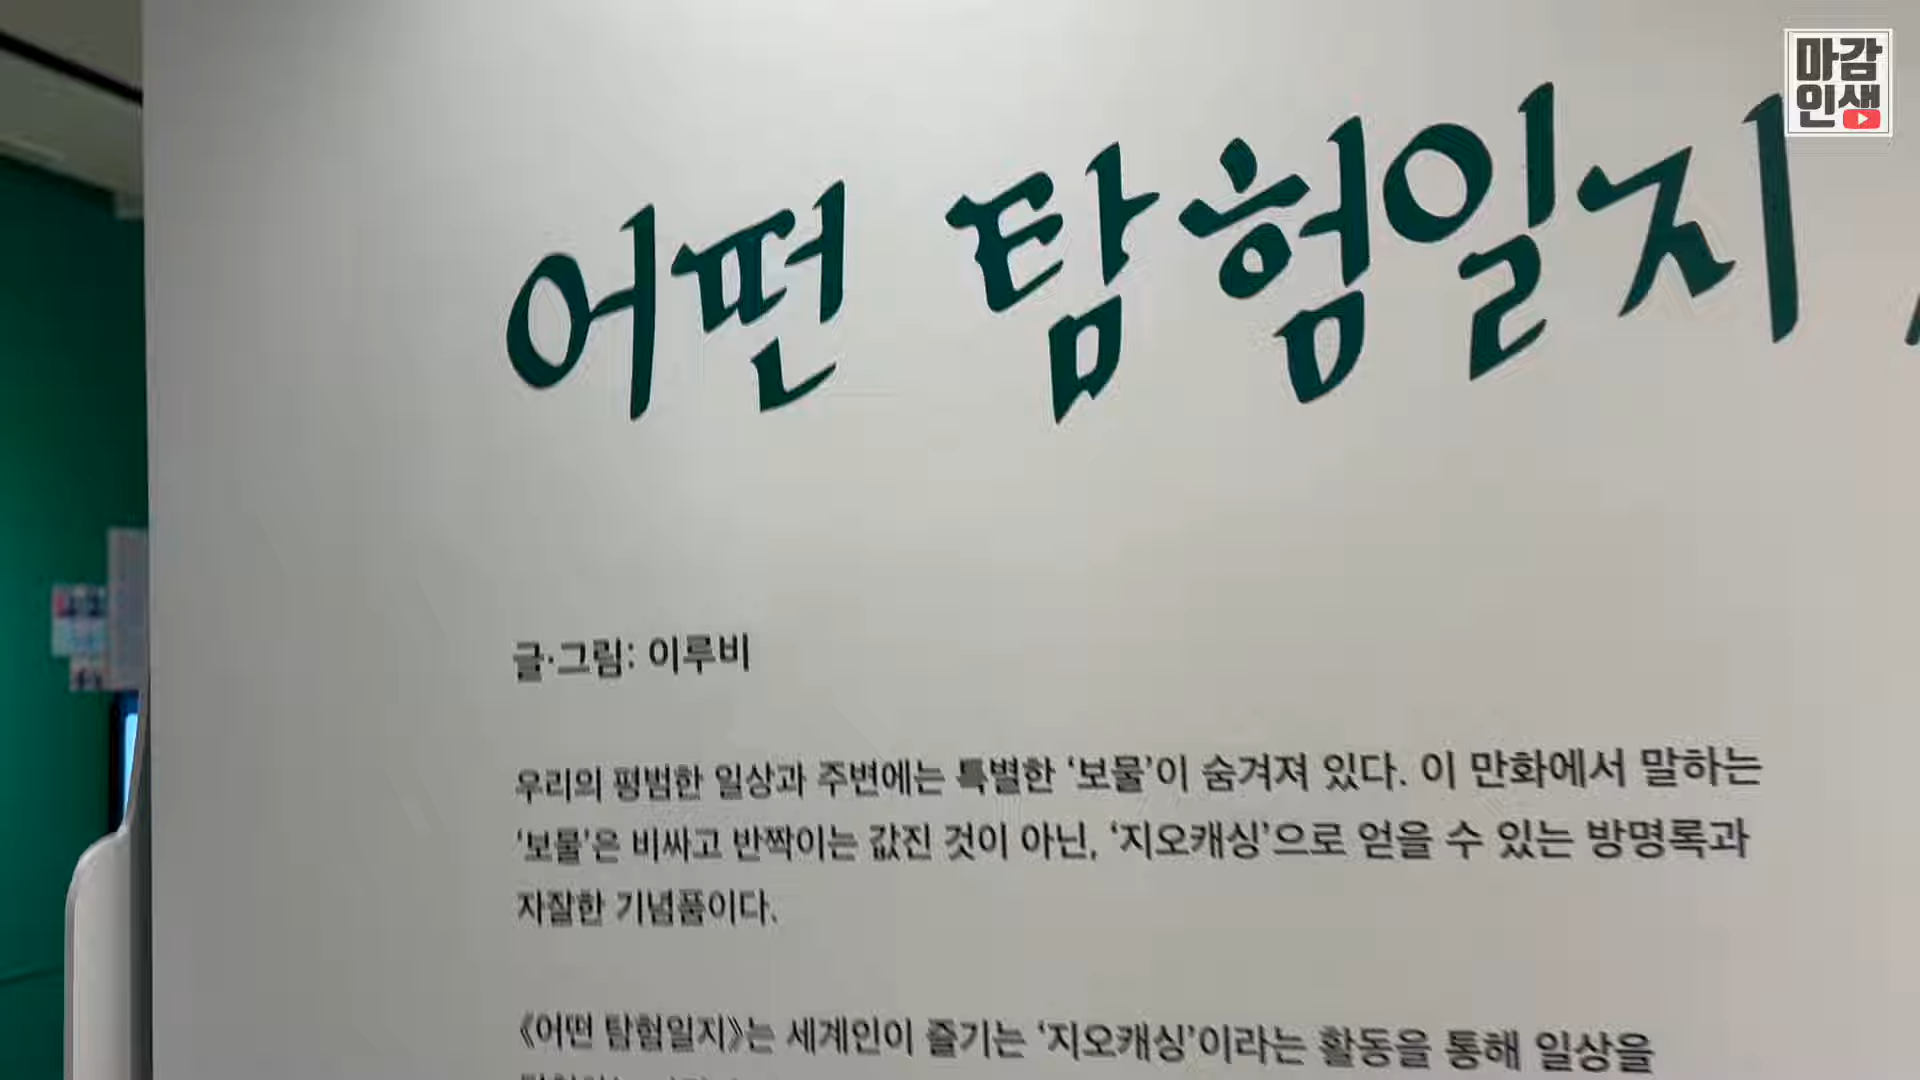 마감
인생
어떤 탐험일지
글·그림: 이루비
우리의 평범한 일상과 주변에는 특별한 ‘보물’이 숨겨져 있다. 이 만화에서 말하는
‘보물’은 비싸고 반짝이는 값진 것이 아닌, ‘지오캐싱’으로 얻을 수 있는 방명록과
자잘한 기념품이다.
《어떤 탐험일지》는 세계인이 즐기는 ‘지오캐싱’이라는 활동을 통해 일상을